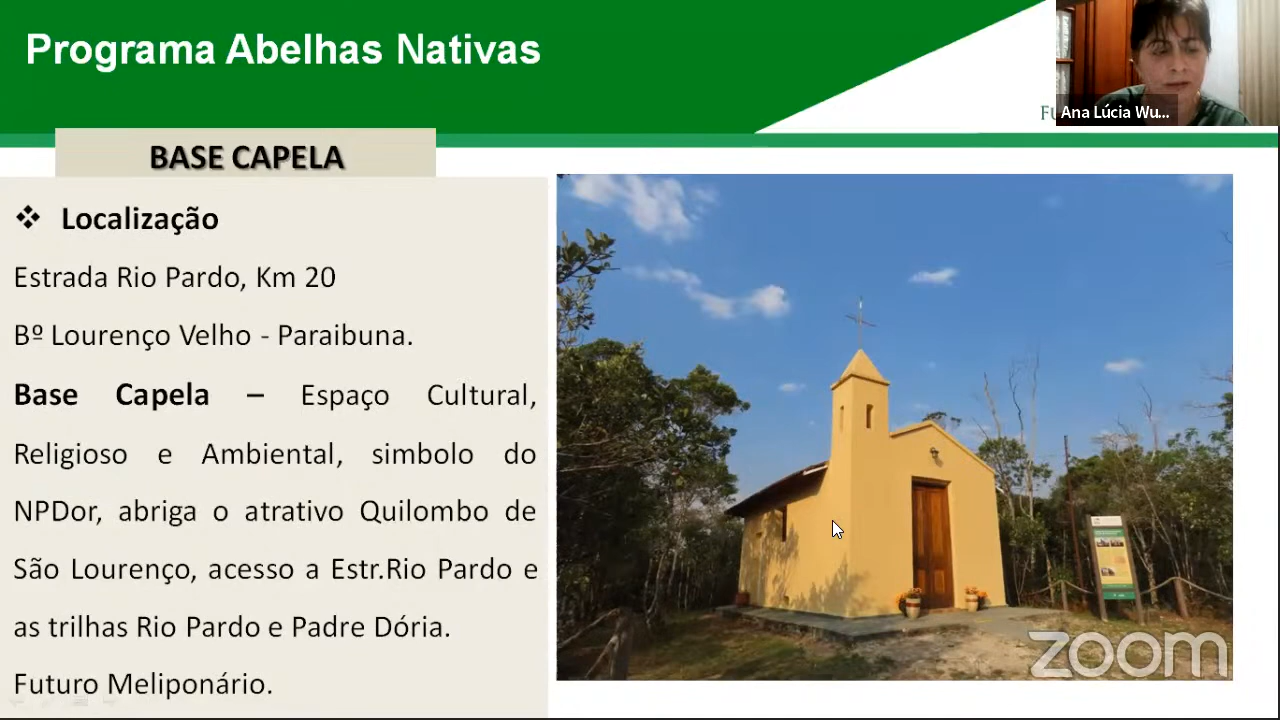 Programa Abelhas Nativas
Ana Lúcia Wu...
BASE CAPELA
❖ Localização
Estrada Rio Pardo, Km 20
Bº Lourenço Velho - Paraibuna.
Base Capela – Espaço Cultural,
Religioso e Ambiental, simbolo do
NPDor, abriga o atrativo Quilombo de
São Lourenço, acesso a Estr.Rio Pardo e
as trilhas Rio Pardo e Padre Dória.
Futuro Meliponário.
zoom